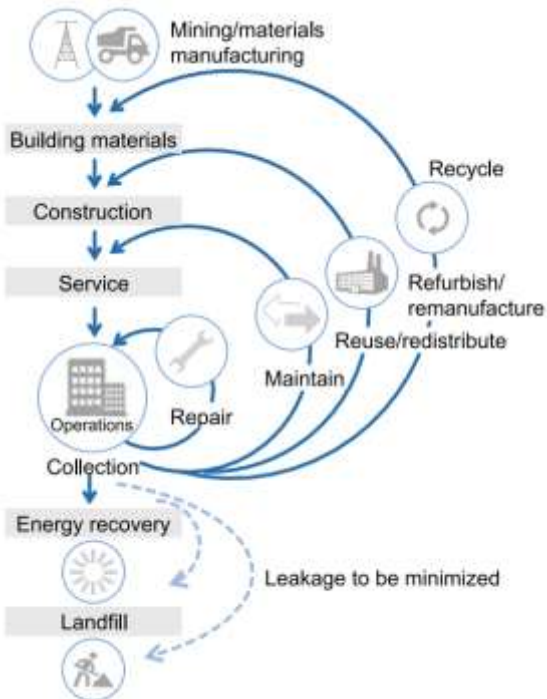 Mining/materials
manufacturing
Building materials
Recycle
Construction
Service
Refurbish/
remanufacture
Reuse/redistribute
Maintain
Repair
Operations
Collection
Energy recovery
Leakage to be minimized
Landfill